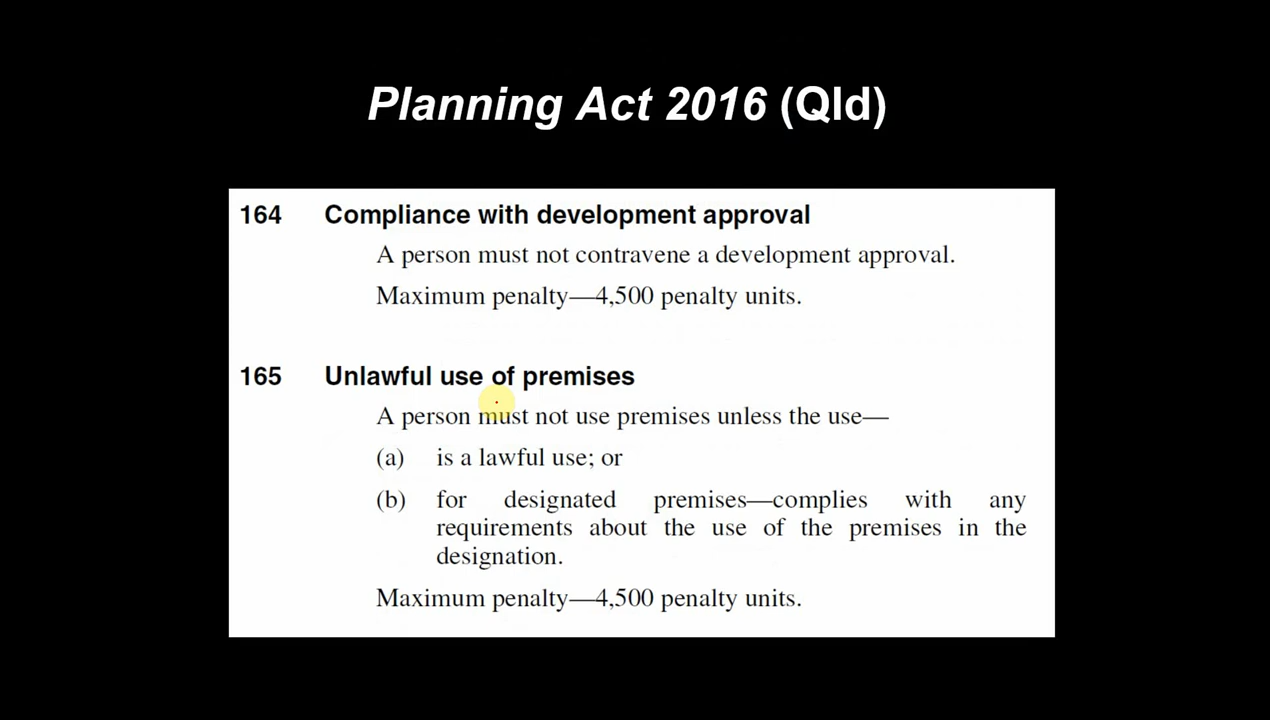 Planning Act 2016 (Qld)
164 Compliance with development approval
A person must not contravene a development approval.
Maximum penalty—4,500 penalty units.
165 Unlawful use of premises
A person must not use premises unless the use—
(a) is a lawful use; or
(b) for designated premises—complies with any
requirements about the use of the premises in the
designation.
Maximum penalty—4,500 penalty units.